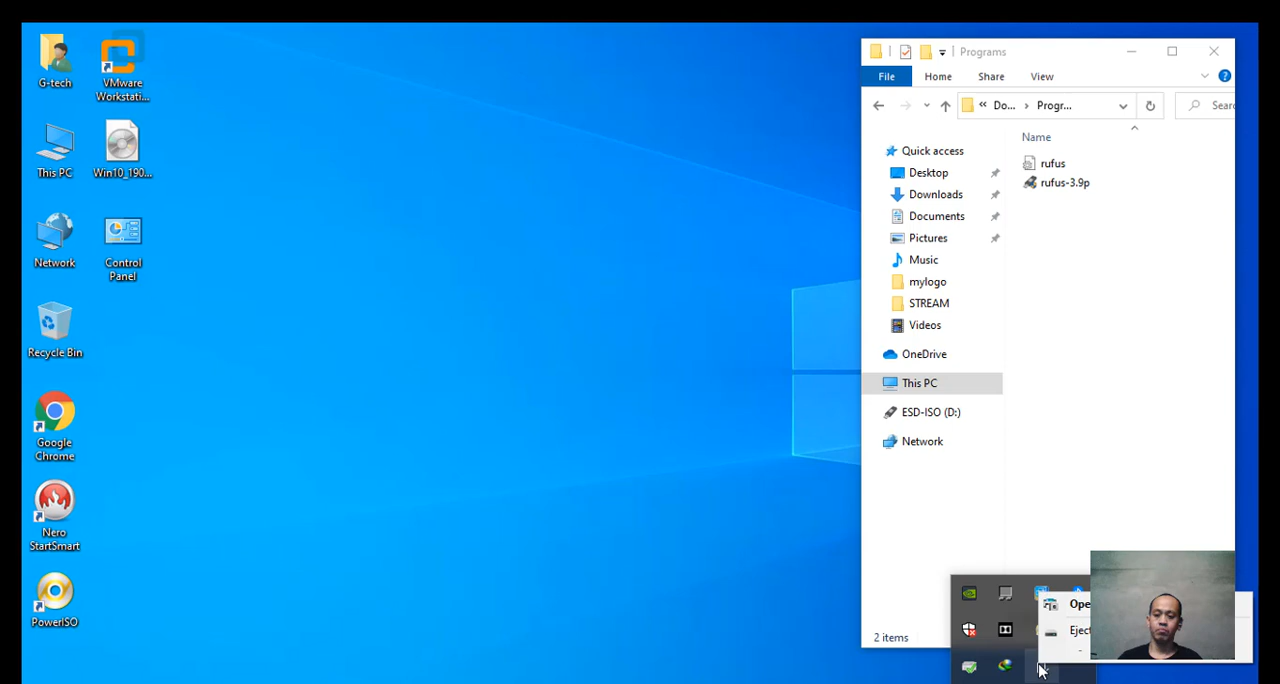 G-tech
VMware
Workstati...
This PC
Win10_190...
Network
Control
Panel
Recycle Bin
Google
Chrome
Nero
StartSmart
PowerISO
Programs
File
Home
Share
View
Do...
Progr...
Sear
Name
Quick access
Desktop
Downloads
Documents
Pictures
Music
mylogo
STREAM
Videos
OneDrive
This PC
ESD-ISO (D:)
Network
rufus
rufus-3.9p
2 items
Ope
Eject